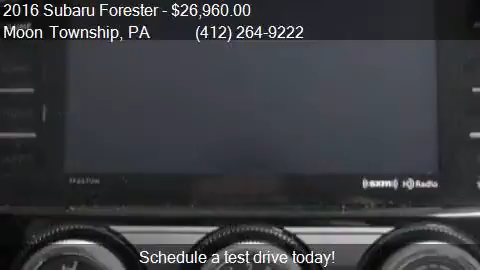 2016 Subaru Forester - $26,960.00
Moon Township, PA (412) 264-9222
((sxm)) HD Radio
Schedule a test drive today!